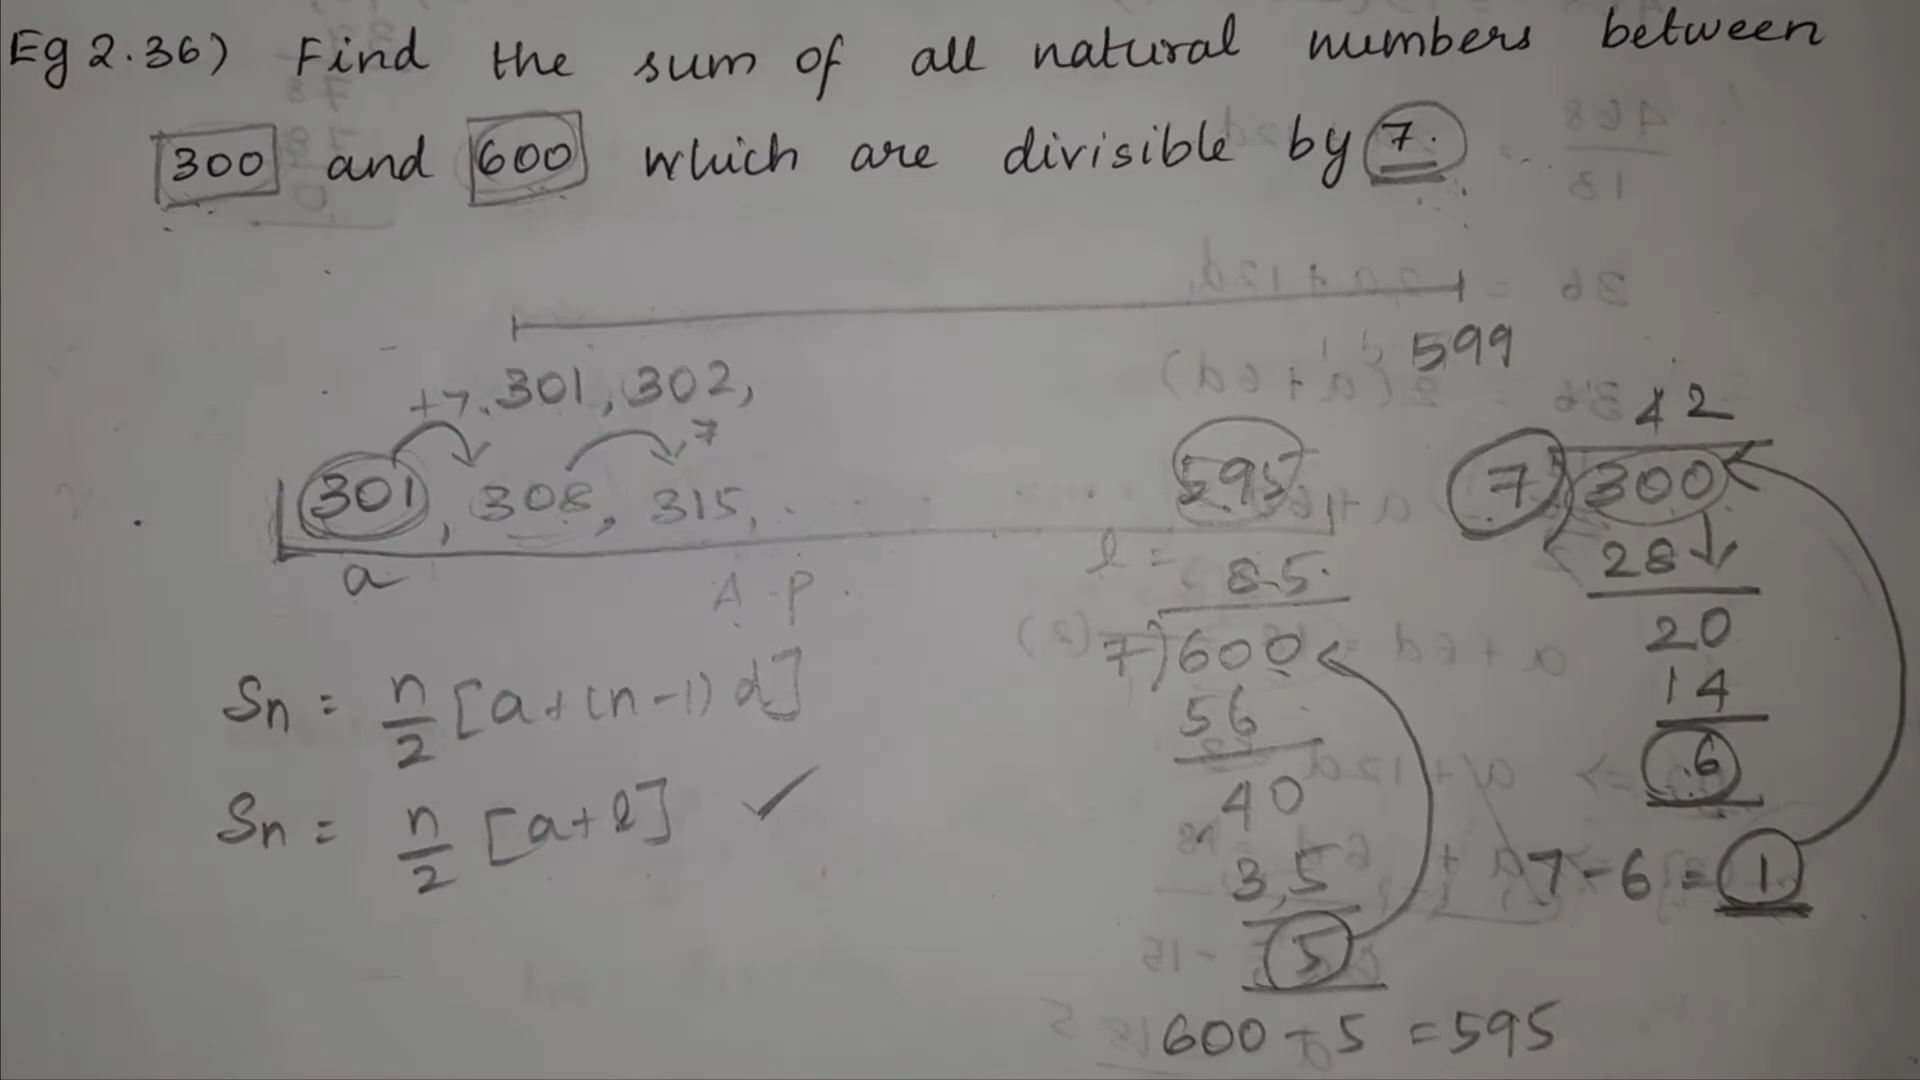 Eg 2.36) Find the sum of all natural numbers between
300 and 600 which are divisible by 7.
599
+7. 301, 302,
7
301, 308, 315, . .
595
a
A.P.
l =
42
7)300
28
20
14
6
7-6 = 1
85.
7)600
56
40
35
5
600-5 = 595
Sn = n/2 [a+(n-1)d]
Sn = n/2 [a+l] ✓